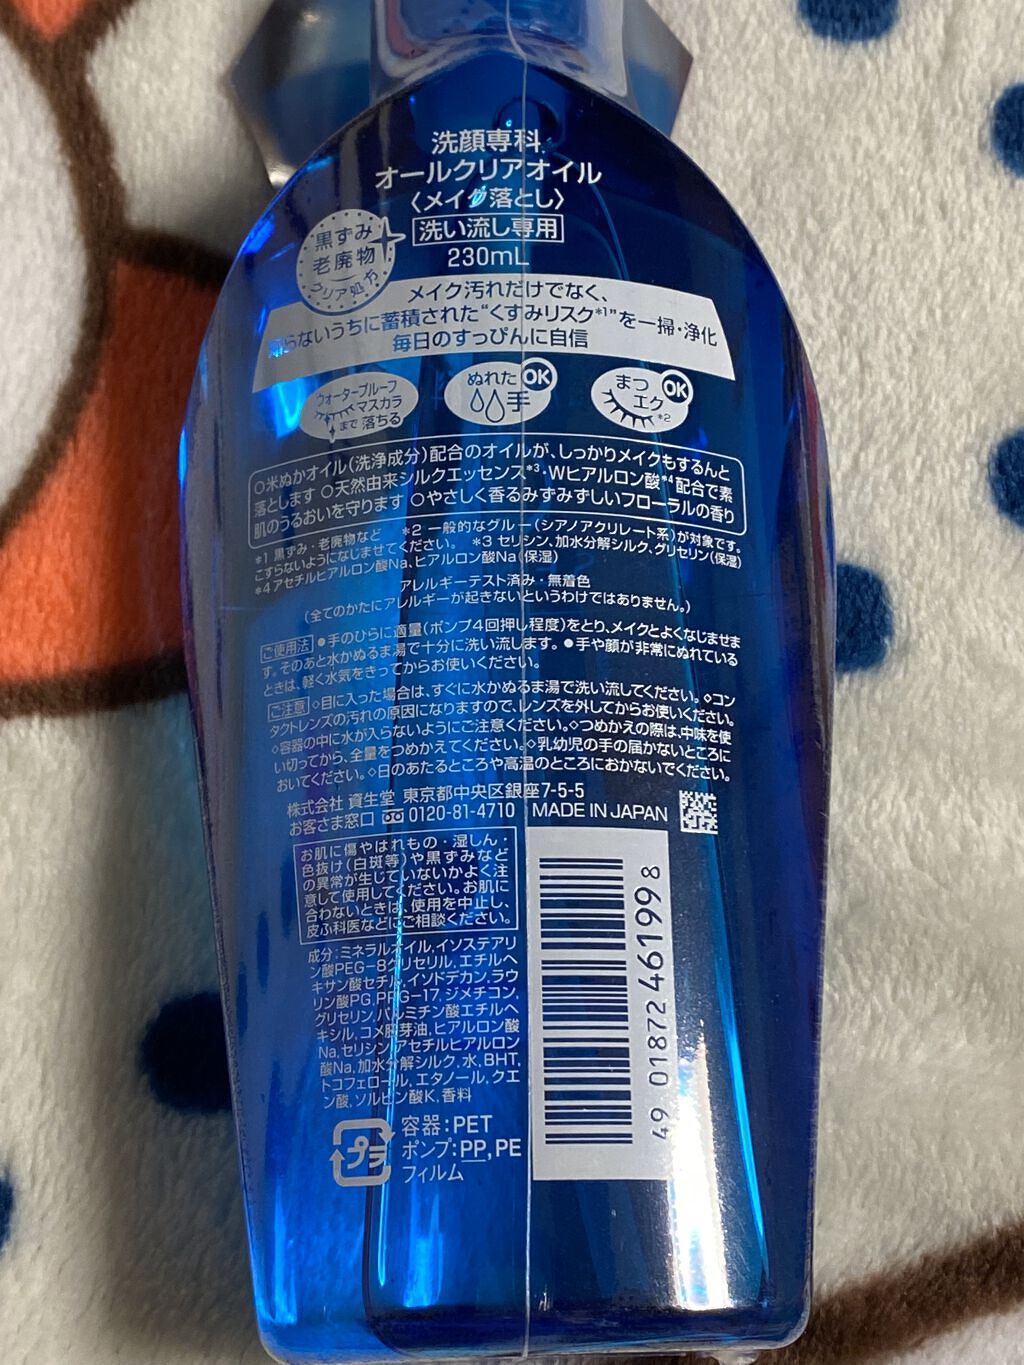 洗顔専科
オールクリアオイル
〈メイク落とし〉
洗い流し専用
230mL
黒ずみ
老廃物
クリア処方
メイク汚れだけでなく、
知らないうちに蓄積された“くすみリスク*1”を一掃・浄化
毎日のすっぴんに自信
ウォータープルーフ
マスカラ
まで 落ちる
ぬれた
手
OK
まつ
エク
*2
OK
○米ぬかオイル(洗浄成分)配合のオイルが、しっかりメイクもするんと
落とします ○天然由来シルクエッセンス*3・Wヒアルロン酸*4配合で素
肌のうるおいを守ります ○やさしく香るみずみずしいフローラルの香り
*1 黒ずみ・老廃物など *2 一般的なグルー(シアノアクリレート系)が対象です。
こすらないようになじませてください。 *3 セリシン、加水分解シルク、グリセリン(保湿)
*4 アセチルヒアルロン酸Na、ヒアルロン酸Na(保湿)
アレルギーテスト済み・無着色
(全てのかたにアレルギーが起きないというわけではありません。)
ご使用法 ●手のひらに適量(ポンプ4回押し程度)をとり、メイクとよくなじませま
す。そのあと水かぬるま湯で十分に洗い流します。●手や顔が非常にぬれている
ときは、軽く水気をきってからお使いください。
ご注意 ◇目に入った場合は、すぐに水かぬるま湯で洗い流してください。◇コン
タクトレンズの汚れの原因になりますので、レンズを外してからお使いください。
◇容器の中に水が入らないようにご注意ください。◇つめかえの際は、中味を使
い切ってから、全量をつめかえてください。◇乳幼児の手の届かないところに
おいてください。◇日のあたるところや高温のところにおかないでください。
株式会社 資生堂 東京都中央区銀座7-5-5
お客さま窓口 0120-81-4710 MADE IN JAPAN
お肌に傷やはれもの・湿しん・
色抜け(白斑等)や黒ずみなど
の異常が生じていないかよく注
意して使用してください。お肌に
合わないときは、使用を中止し、
皮ふ科医などにご相談ください。
成分:ミネラルオイル,イソステアリ
ン酸PEG-8グリセリル,エチルヘ
キサン酸セチル,イソドデカン,ラウ
リン酸PG,PPG-17,ジメチコン,
グリセリン,パルミチン酸エチルヘ
キシル,コメ胚芽油,ヒアルロン酸
Na,セリシン,アセチルヒアルロン
酸Na,加水分解シルク,水,BHT,
トコフェロール,エタノール,クエ
ン酸,ソルビン酸K,香料
プラ
容器:PET
ポンプ:PP,PE
フィルム
49 01872 461998